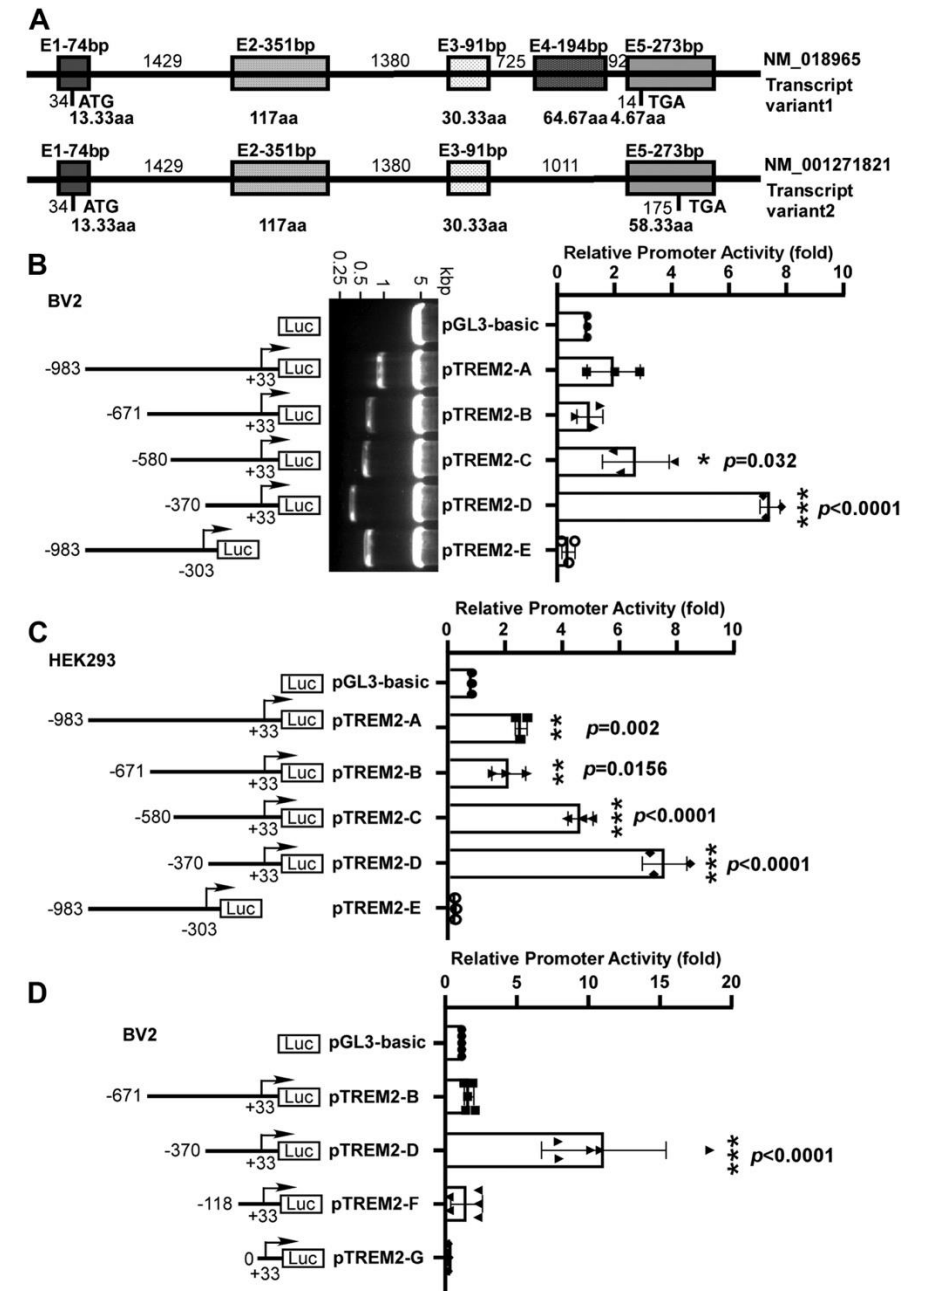 A
E1-74bp 1429 E2-351bp 1380 E3-91bp 725 E4-194bp 92 E5-273bp
NM_018965
Transcript
variant1
34 ATG 14 TGA
13.33aa 117aa 30.33aa 64.67aa 4.67aa
E1-74bp 1429 E2-351bp 1380 E3-91bp 1011 E5-273bp
NM_001271821
Transcript
variant2
34 ATG 175 TGA
13.33aa 117aa 30.33aa 58.33aa
B
BV2
0.25 0.5 1 5 kbp
Relative Promoter Activity (fold)
0 2 4 6 8 10
Luc pGL3-basic
-983 +33 Luc pTREM2-A
-671 +33 Luc pTREM2-B
-580 +33 Luc pTREM2-C * p=0.032
-370 +33 Luc pTREM2-D *** p<0.0001
-983 -303 Luc pTREM2-E
C
HEK293
Relative Promoter Activity (fold)
0 2 4 6 8 10
Luc pGL3-basic
-983 +33 Luc pTREM2-A ** p=0.002
-671 +33 Luc pTREM2-B ** p=0.0156
-580 +33 Luc pTREM2-C *** p<0.0001
-370 +33 Luc pTREM2-D *** p<0.0001
-983 -303 Luc pTREM2-E
D
BV2
Relative Promoter Activity (fold)
0 5 10 15 20
Luc pGL3-basic
-671 +33 Luc pTREM2-B
-370 +33 Luc pTREM2-D *** p<0.0001
-118 +33 Luc pTREM2-F
0 +33 Luc pTREM2-G